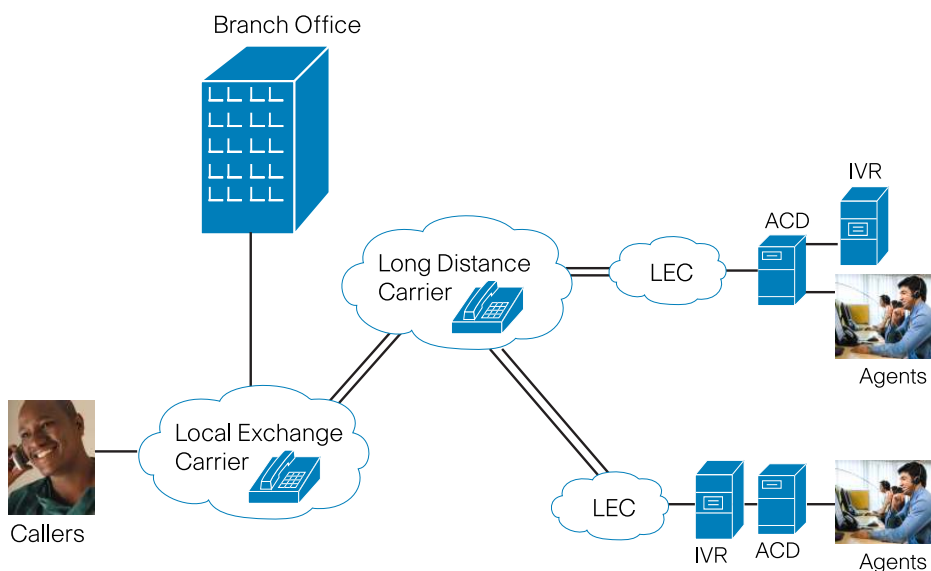 Branch Office
IVR
ACD
Long Distance
Carrier
LEC
Agents
Local Exchange
Carrier
Callers
LEC
IVR
ACD
Agents